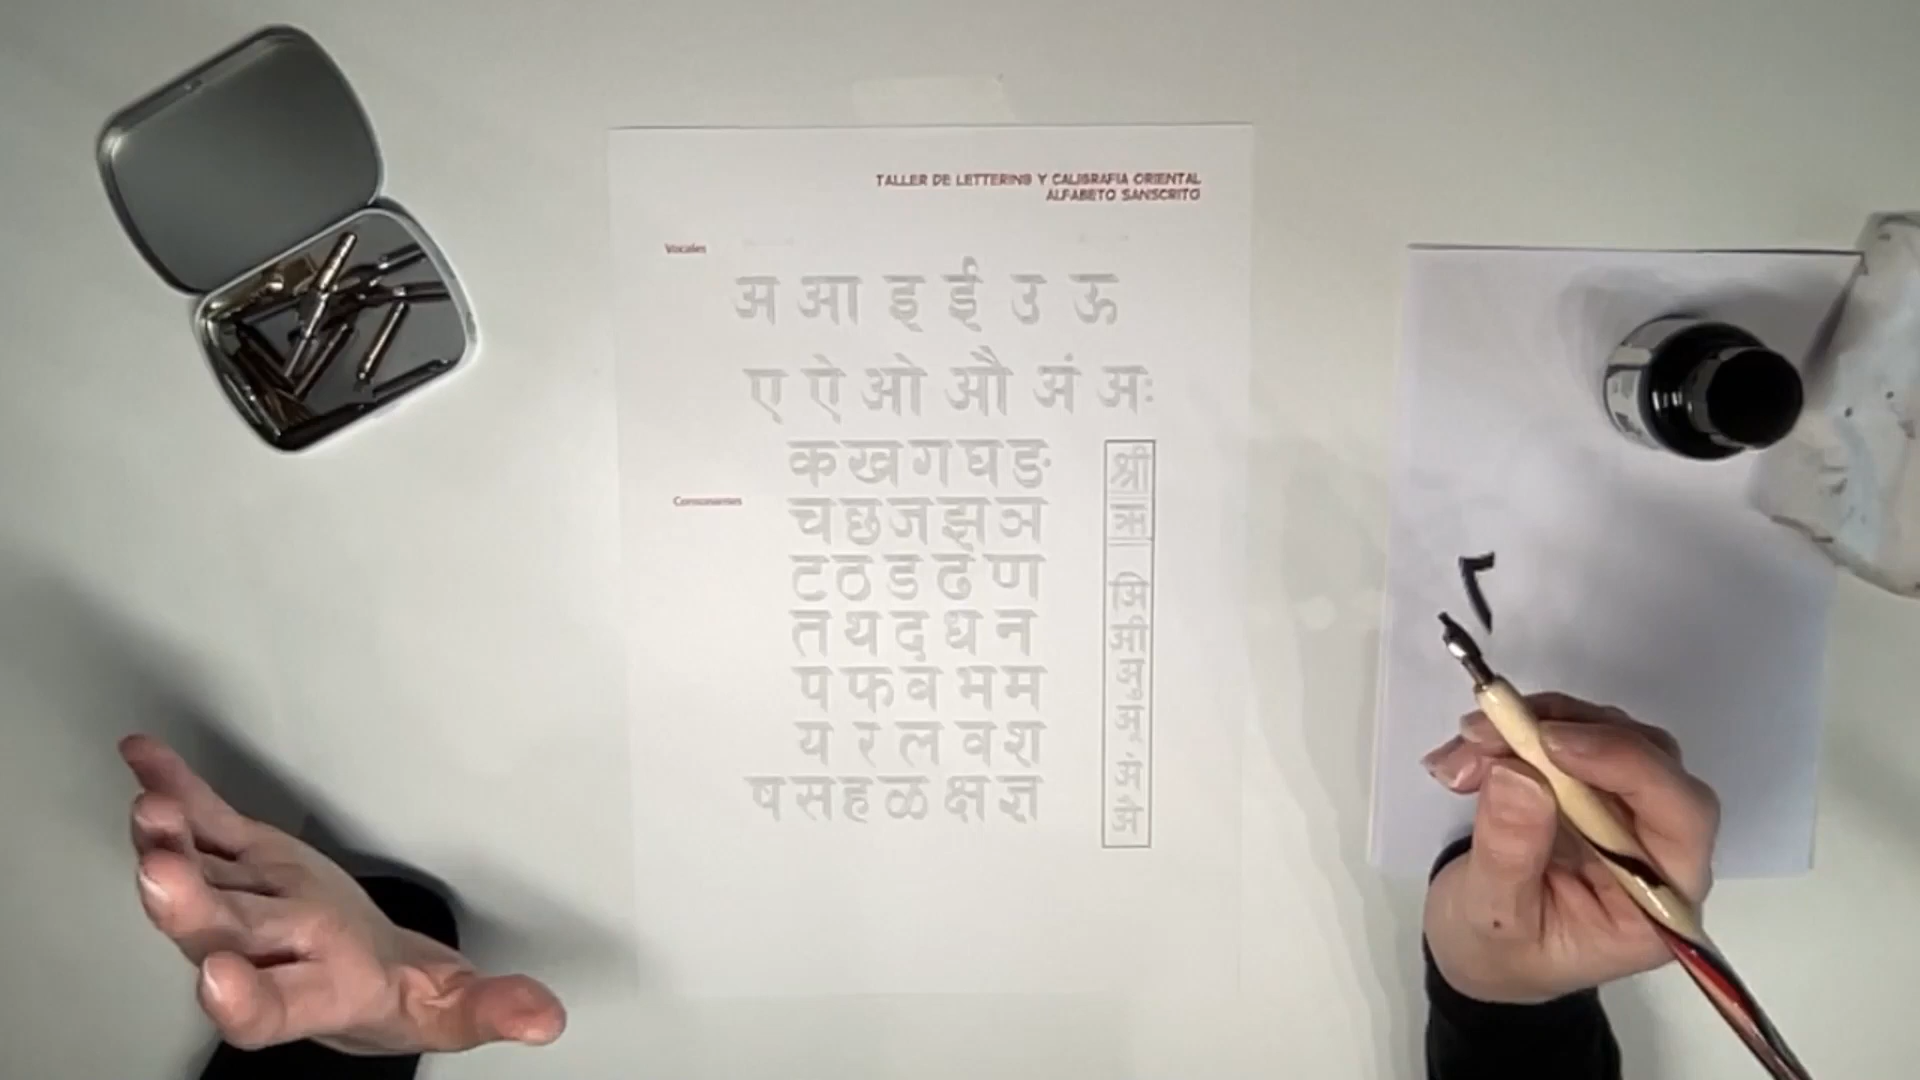 TALLER DE LETTERING Y CALIGRAFIA ORIENTAL
ALFABETO SANSCRITO
Vocales
अ आ इ ई उ ऊ
ए ऐ ओ औ अं अः
क ख ग घ ङ
Consonantes
च छ ज झ ञ
ट ठ ड ढ ण
त थ द ध न
प फ ब भ म
य र ल व श
ष स ह ळ क्ष ज्ञ
श्री
ऋ
अि
अी
अु
अृ
अं
अै